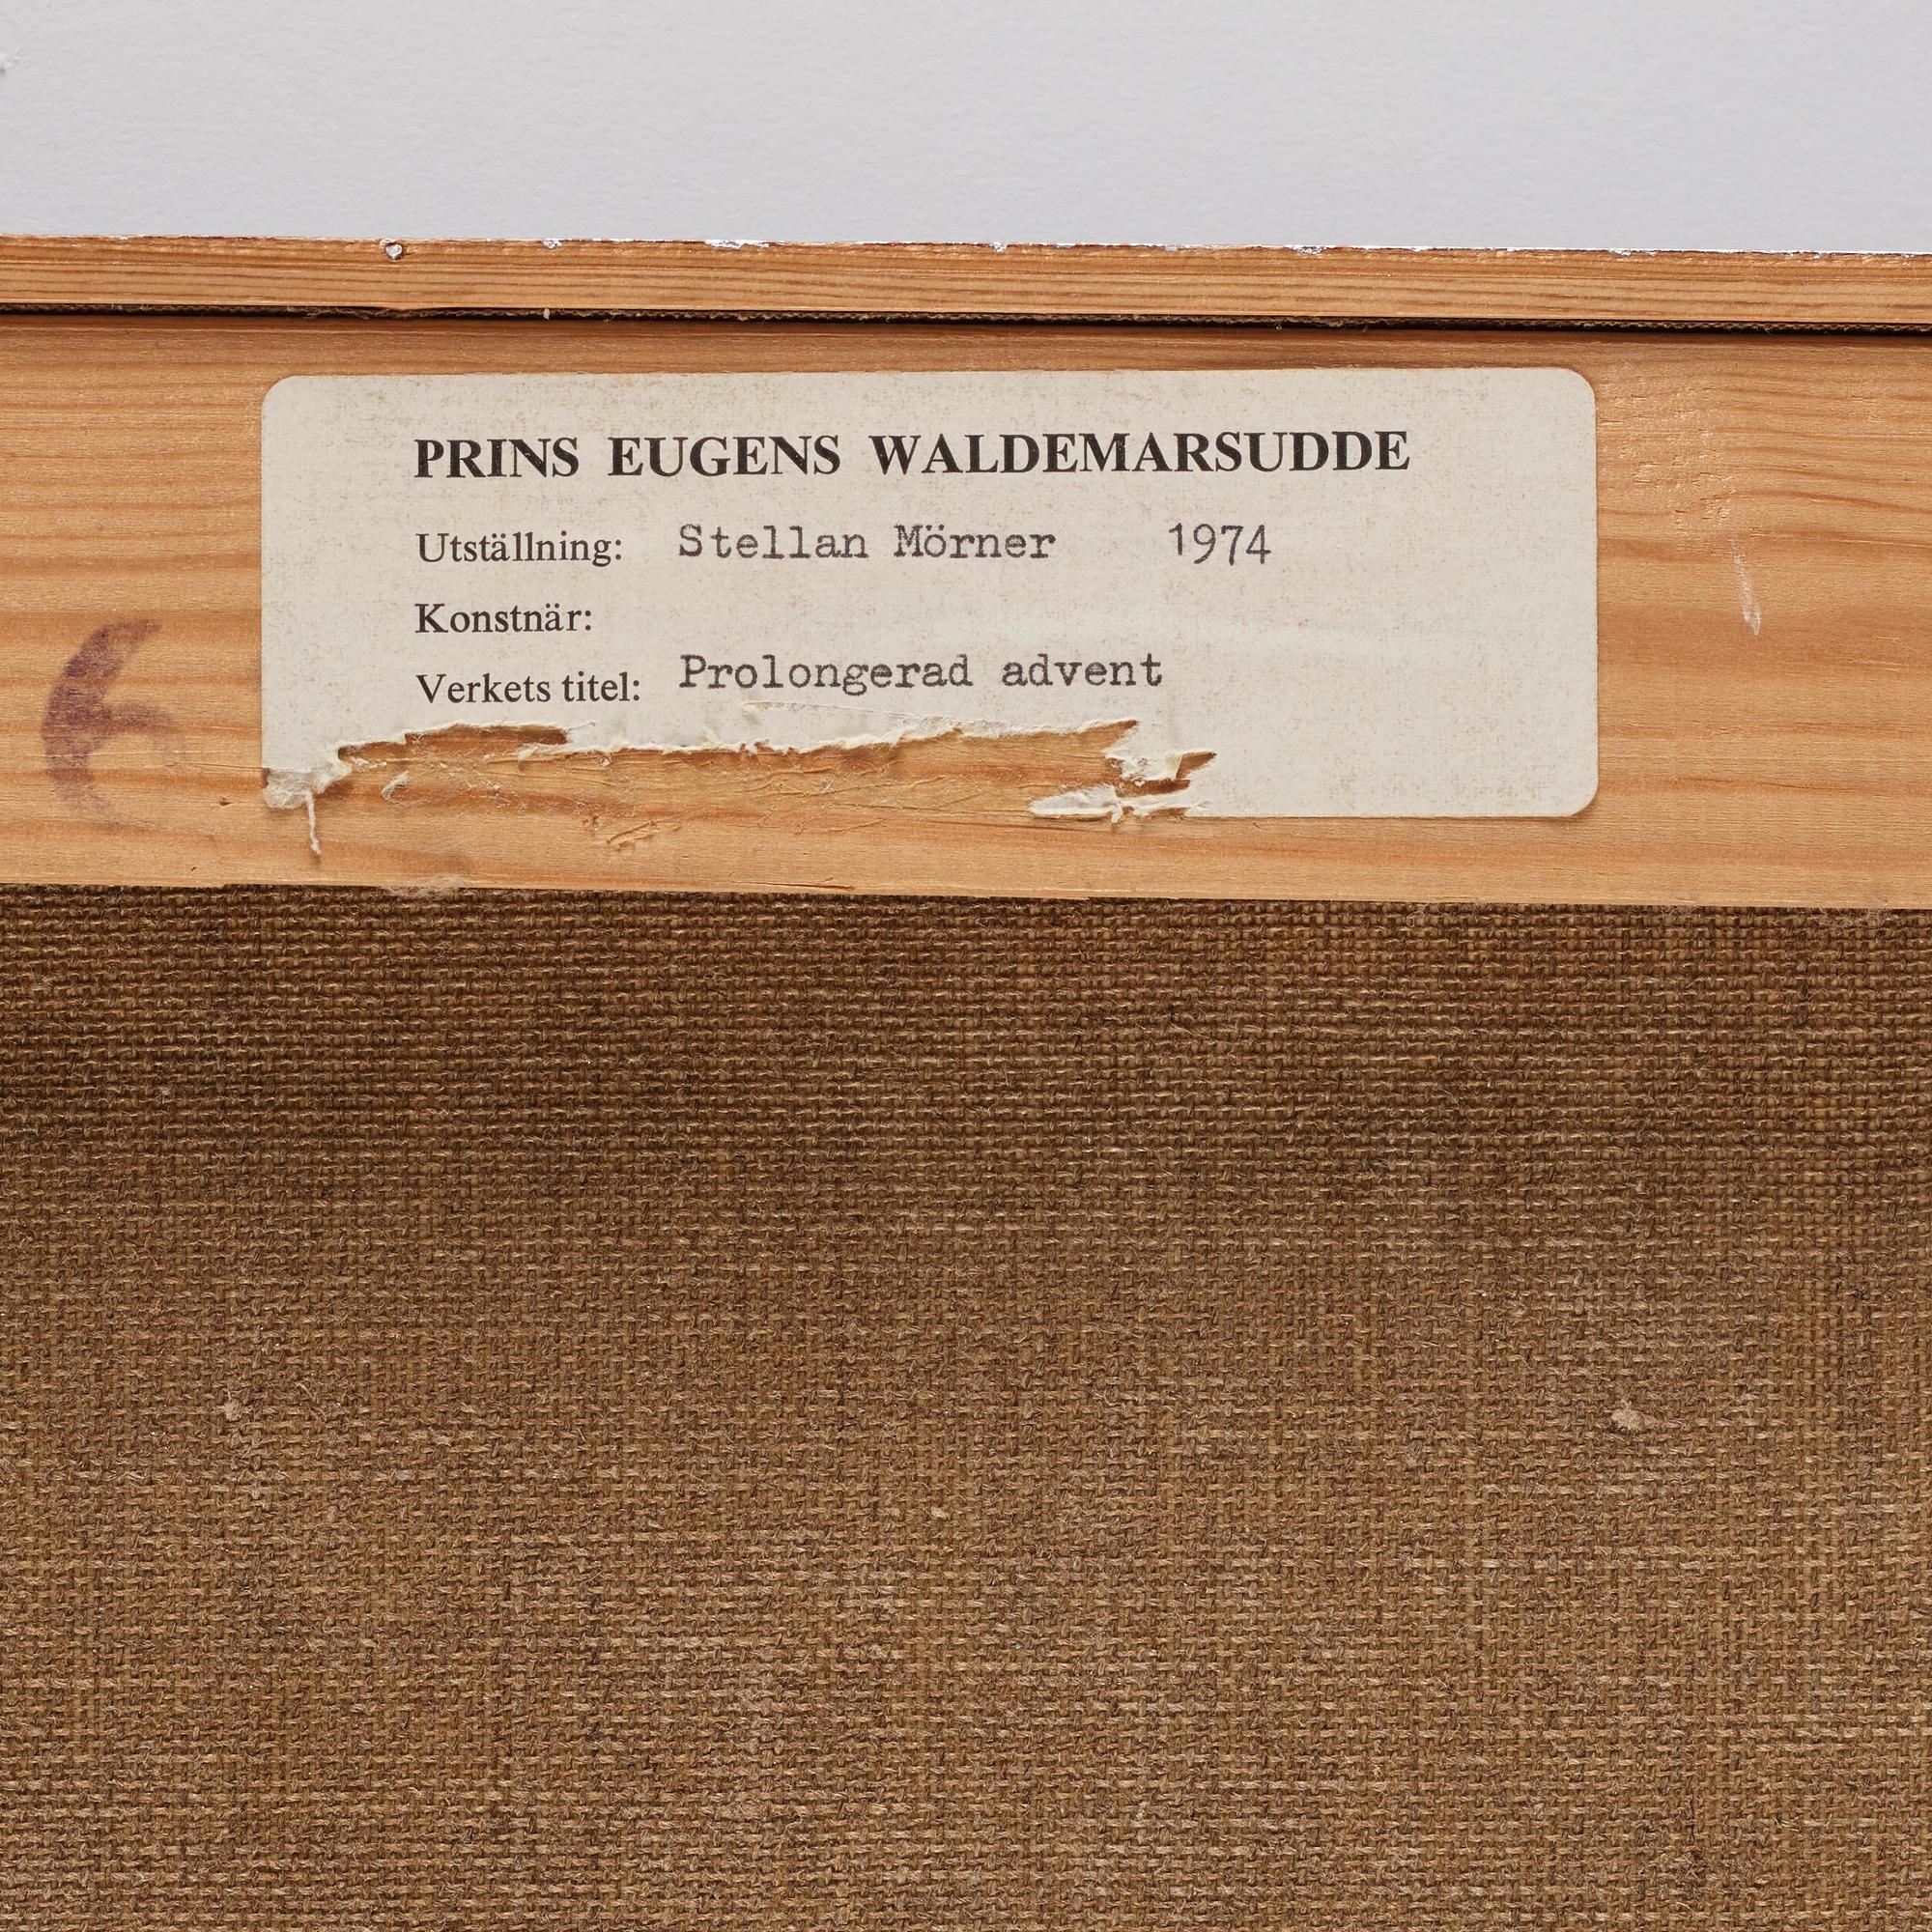 PRINS EUGENS WALDEMARSUDDE
Utställning: Stellan Mörner 1974
Konstnär:
Verkets titel: Prolongerad advent